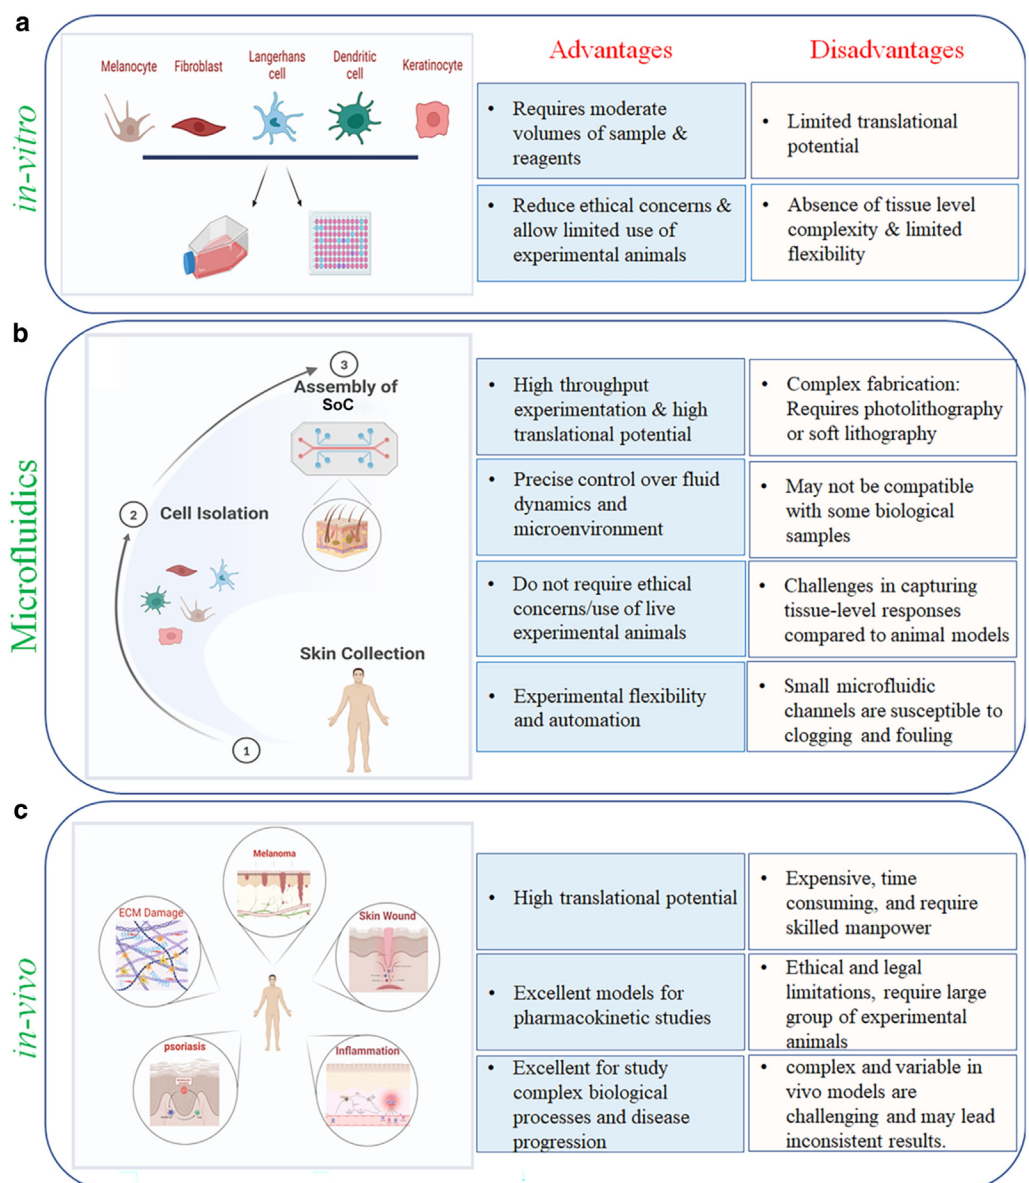 a
in-vitro
Melanocyte
Fibroblast
Langerhans
cell
Dendritic
cell
Keratinocyte
Advantages
Disadvantages
• Requires moderate
volumes of sample &
reagents
• Limited translational
potential
• Reduce ethical concerns &
allow limited use of
experimental animals
• Absence of tissue level
complexity & limited
flexibility
b
Microfluidics
3
Assembly of
SoC
2
Cell Isolation
Skin Collection
1
• High throughput
experimentation & high
translational potential
• Complex fabrication:
Requires photolithography
or soft lithography
• Precise control over fluid
dynamics and
microenvironment
• May not be compatible
with some biological
samples
• Do not require ethical
concerns/use of live
experimental animals
• Challenges in capturing
tissue-level responses
compared to animal models
• Experimental flexibility
and automation
• Small microfluidic
channels are susceptible to
clogging and fouling
c
in-vivo
Melanoma
ECM Damage
Skin Wound
psoriasis
Inflammation
• High translational potential
• Expensive, time
consuming, and require
skilled manpower
• Excellent models for
pharmacokinetic studies
• Ethical and legal
limitations, require large
group of experimental
animals
• Excellent for study
complex biological
processes and disease
progression
• complex and variable in
vivo models are
challenging and may lead
inconsistent results.